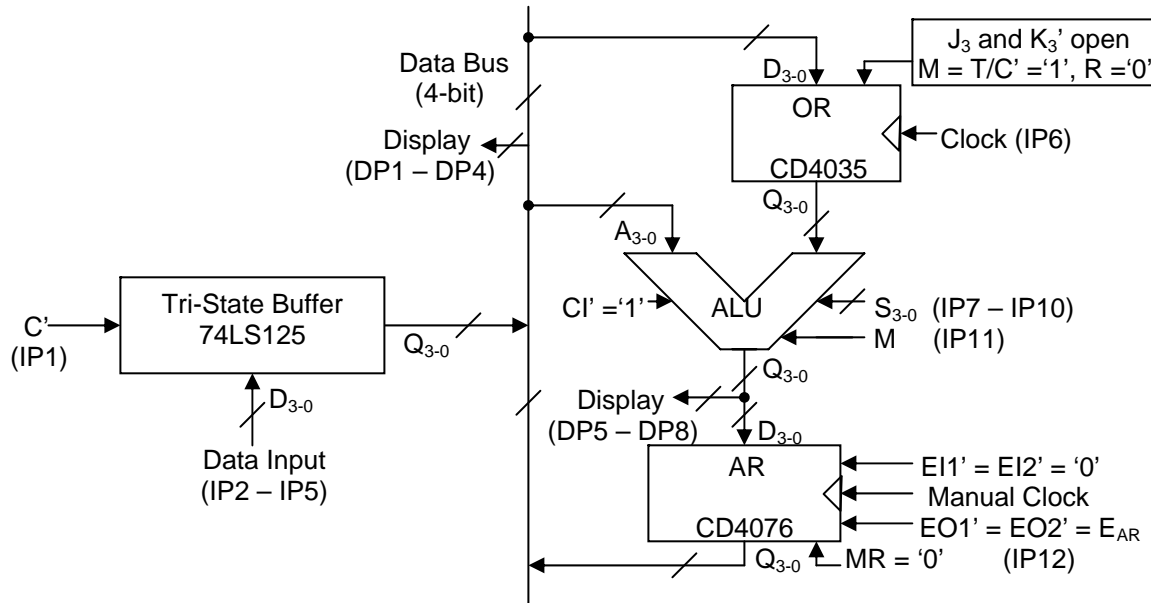 J₃ and K₃' open
M = T/C' ='1', R ='0'
Data Bus
(4-bit)
D₃₋₀
OR
Clock (IP6)
CD4035
Display
(DP1 – DP4)
Q₃₋₀
A₃₋₀
Tri-State Buffer
74LS125
C'
(IP1)
Q₃₋₀
CI' ='1'
ALU
S₃₋₀ (IP7 – IP10)
M (IP11)
Q₃₋₀
D₃₋₀
Data Input
(IP2 – IP5)
Display
(DP5 – DP8)
D₃₋₀
AR
EI1' = EI2' = '0'
Manual Clock
CD4076
EO1' = EO2' = E_AR
(IP12)
Q₃₋₀
MR = '0'